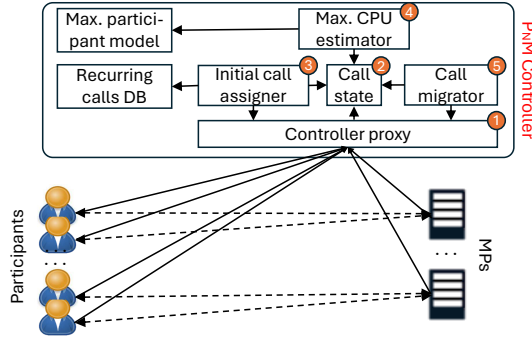 Max. partici-
pant model
Max. CPU
estimator
4
Recurring
calls DB
Initial call
assigner
3
Call
state
2
Call
migrator
5
Controller proxy
1
PNM Controller
Participants
. . .
. . .
MPs